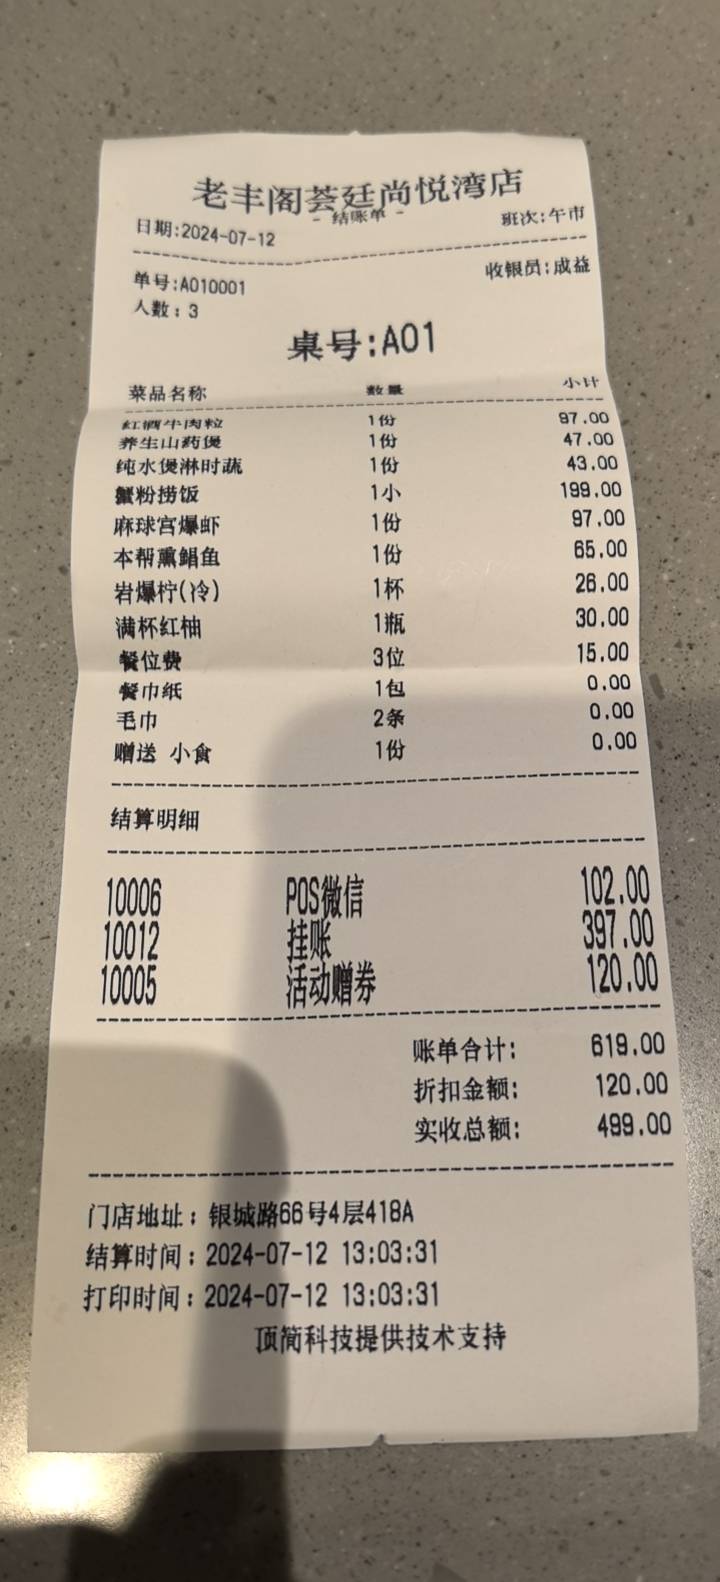 老丰阁荟廷尚悦湾店
- 结账单 -
日期:2024-07-12 班次:午市
单号:A010001 收银员:成益
人数:3
桌号:A01
菜品名称 数量 小计
红酒牛肉粒 1份 97.00
养生山药煲 1份 47.00
纯水煲淋时蔬 1份 43.00
蟹粉捞饭 1小 199.00
麻球宫爆虾 1份 97.00
本帮熏鲳鱼 1份 65.00
岩爆柠(冷) 1杯 26.00
满杯红柚 1瓶 30.00
餐位费 3位 15.00
餐巾纸 1包 0.00
毛巾 2条 0.00
赠送 小食 1份 0.00
结算明细
10006 POS微信 102.00
10012 挂账 397.00
10005 活动赠券 120.00
账单合计: 619.00
折扣金额: 120.00
实收总额: 499.00
门店地址:银城路66号4层418A
结算时间:2024-07-12 13:03:31
打印时间:2024-07-12 13:03:31
顶简科技提供技术支持